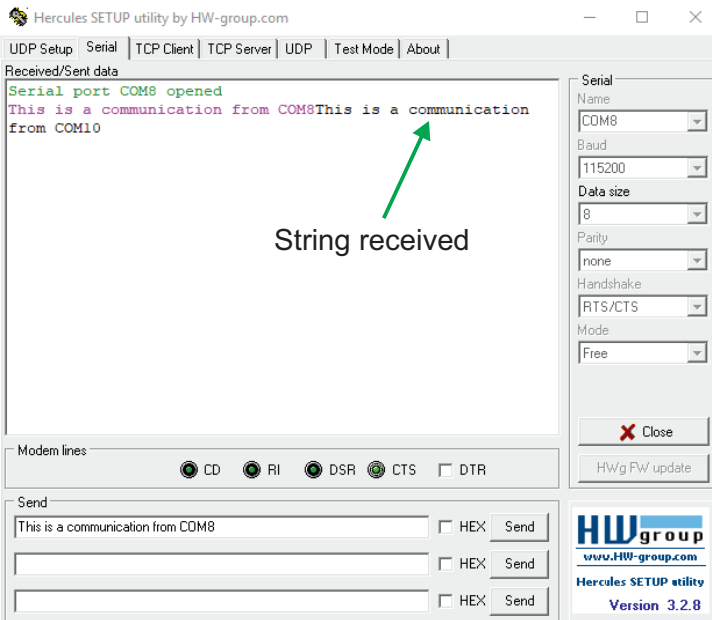 Hercules SETUP utility by HW-group.com
UDP Setup Serial TCP Client TCP Server UDP Test Mode About
Received/Sent data
Serial port COM8 opened
This is a communication from COM8This is a communication
from COM10
String received
Serial
Name
COM8
Baud
115200
Data size
8
Parity
none
Handshake
RTS/CTS
Mode
Free
Close
HWg FW update
Modem lines
CD RI DSR CTS DTR
Send
This is a communication from COM8 HEX Send
HEX Send
HEX Send
HWgroup
www.HW-group.com
Hercules SETUP utility
Version 3.2.8